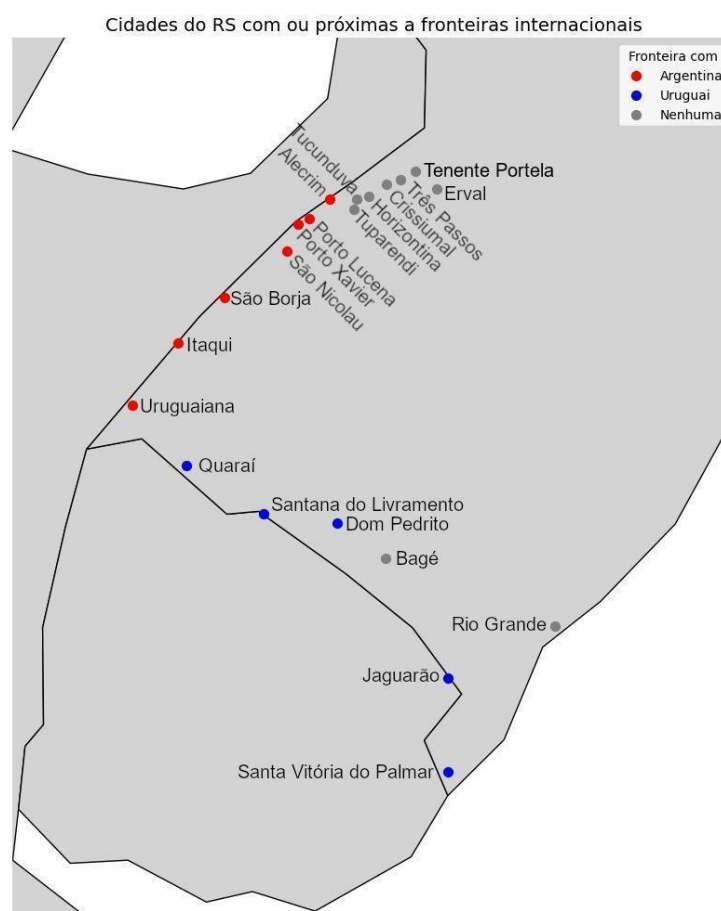 Cidades do RS com ou próximas a fronteiras internacionais
Fronteira com
Argentina
Uruguai
Nenhuma
Tucunduva
Alecrim
Tenente Portela
Erval
Três Passos
Crissiumal
Horizontina
Tuparendi
Porto Lucena
Porto Xavier
São Nicolau
São Borja
Itaqui
Uruguaiana
Quaraí
Santana do Livramento
Dom Pedrito
Bagé
Rio Grande
Jaguarão
Santa Vitória do Palmar